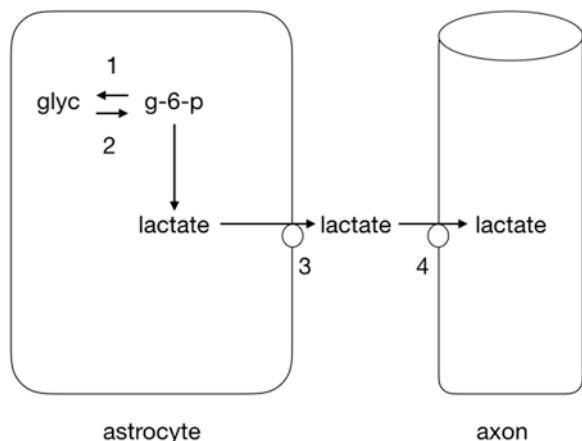 1
glyc g-6-p
2
lactate lactate lactate
3 4
astrocyte axon